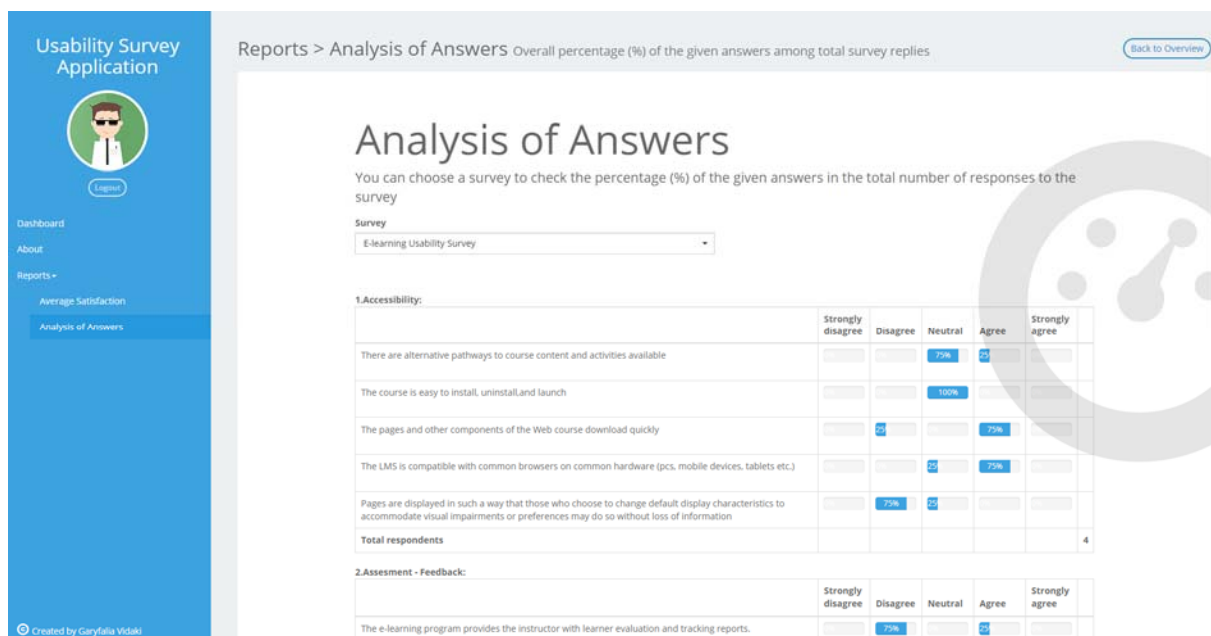 Usability Survey
Application
Logout
Dashboard
About
Reports
Average Satisfaction
Analysis of Answers
Created by Garyfalia Vidaki
Reports > Analysis of Answers Overall percentage (%) of the given answers among total survey replies
Back to Overview
Analysis of Answers
You can choose a survey to check the percentage (%) of the given answers in the total number of responses to the
survey
Survey
E-learning Usability Survey
1.Accessibility:
Strongly disagree Disagree Neutral Agree Strongly agree
There are alternative pathways to course content and activities available 75% 25
The course is easy to install, uninstall,and launch 100%
The pages and other components of the Web course download quickly 25 75%
The LMS is compatible with common browsers on common hardware (pcs, mobile devices, tablets etc.) 25 75%
Pages are displayed in such a way that those who choose to change default display characteristics to
accommodate visual impairments or preferences may do so without loss of information 75% 25
Total respondents 4
2.Assesment - Feedback:
Strongly disagree Disagree Neutral Agree Strongly agree
The e-learning program provides the instructor with learner evaluation and tracking reports. 75% 25